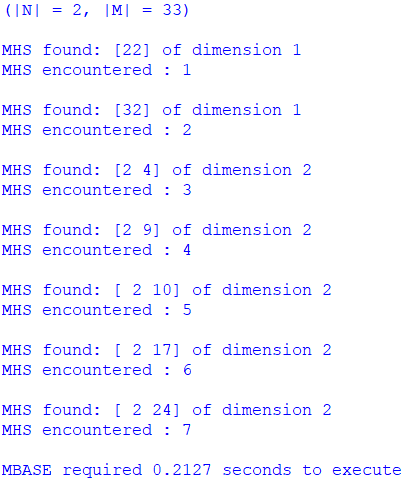 (|N| = 2, |M| = 33)
MHS found: [22] of dimension 1
MHS encountered : 1
MHS found: [32] of dimension 1
MHS encountered : 2
MHS found: [2 4] of dimension 2
MHS encountered : 3
MHS found: [2 9] of dimension 2
MHS encountered : 4
MHS found: [ 2 10] of dimension 2
MHS encountered : 5
MHS found: [ 2 17] of dimension 2
MHS encountered : 6
MHS found: [ 2 24] of dimension 2
MHS encountered : 7
MBASE required 0.2127 seconds to execute